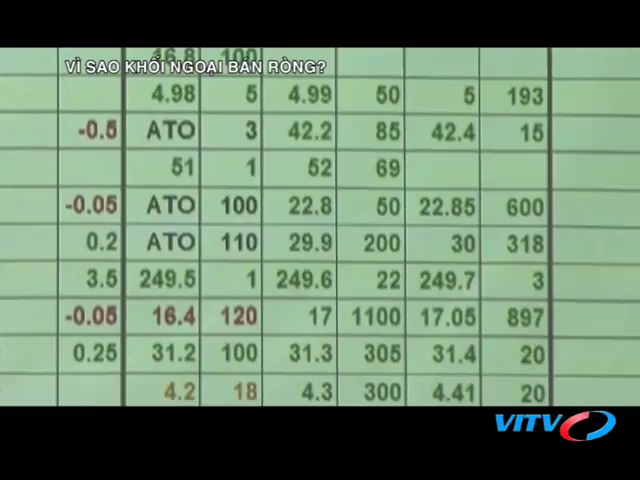 16.8 100
VÌ SAO KHỐI NGOẠI BÁN RÒNG?
4.98 5 4.99 50 5 193
-0.5 ATO 3 42.2 85 42.4 15
51 1 52 69
-0.05 ATO 100 22.8 50 22.85 600
0.2 ATO 110 29.9 200 30 318
3.5 249.5 1 249.6 22 249.7 3
-0.05 16.4 120 17 1100 17.05 897
0.25 31.2 100 31.3 305 31.4 20
4.2 18 4.3 300 4.41 20
VITV